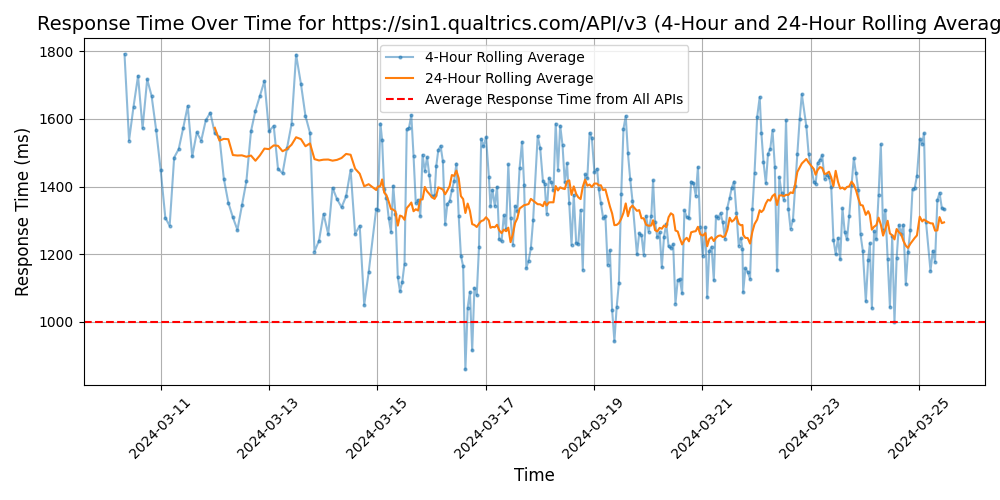 Response Time Over Time for https://sin1.qualtrics.com/API/v3 (4-Hour and 24-Hour Rolling Averag
4-Hour Rolling Average
24-Hour Rolling Average
Average Response Time from All APIs
Response Time (ms)
1800
1600
1400
1200
1000
2024-03-11
2024-03-13
2024-03-15
2024-03-17
2024-03-19
2024-03-21
2024-03-23
2024-03-25
Time